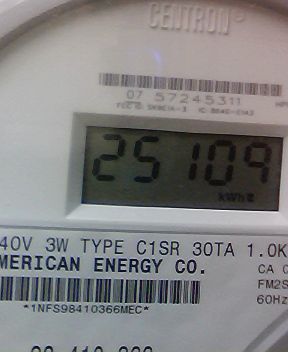 CENTRON®
07 57245311
25109
kWh
40V 3W TYPE C1SR 30TA 1.0K
MERICAN ENERGY CO.
CA 0
FM2S
60Hz
*1NFS98410366MEC*